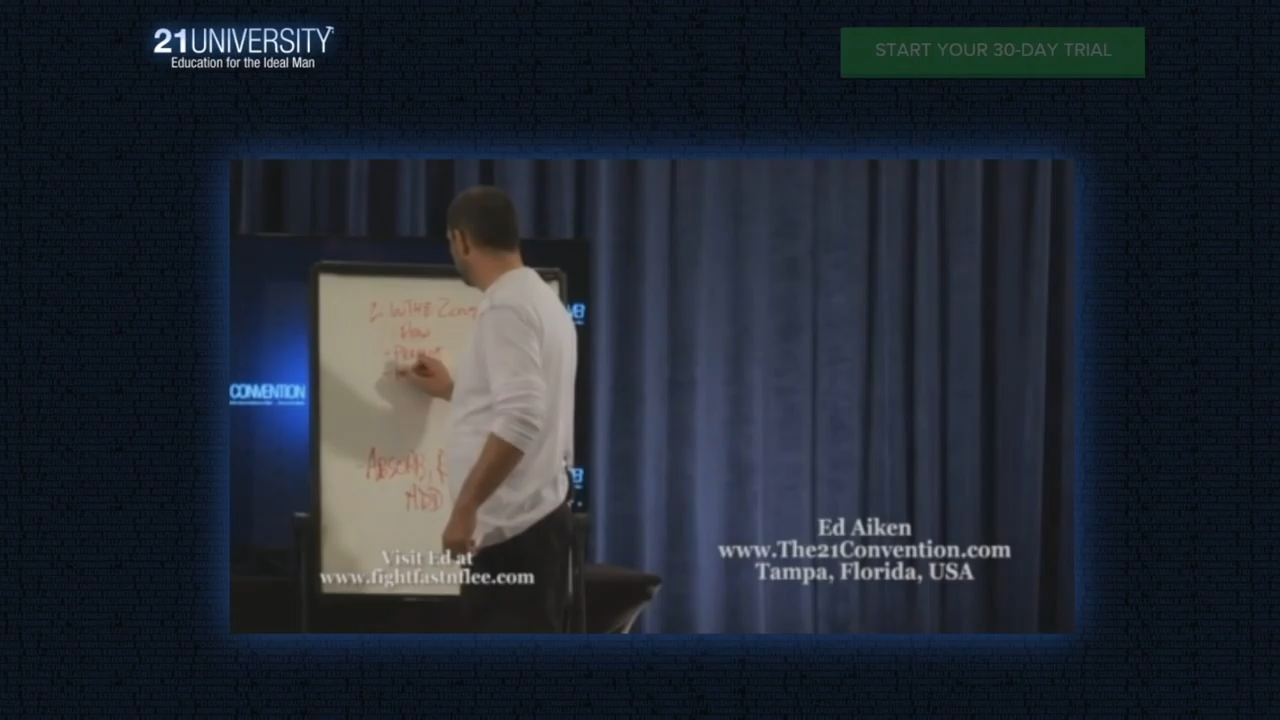 21UNIVERSITY
Education for the Ideal Man
START YOUR 30-DAY TRIAL
CONVENTION
ABSORB, &
Visit Ed at
www.fightfastnflee.com
Ed Aiken
www.The21Convention.com
Tampa, Florida, USA